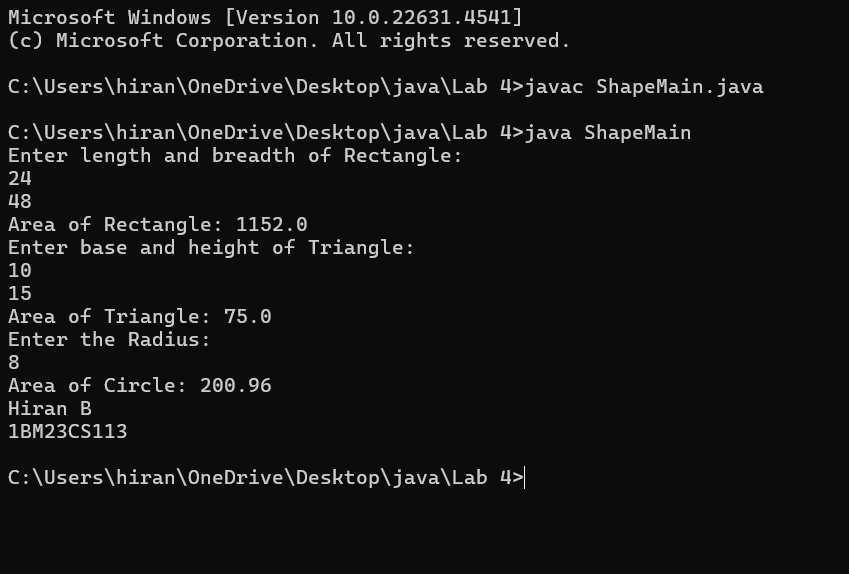 Microsoft Windows [Version 10.0.22631.4541]
(c) Microsoft Corporation. All rights reserved.
C:\Users\hiran\OneDrive\Desktop\java\Lab 4>javac ShapeMain.java
C:\Users\hiran\OneDrive\Desktop\java\Lab 4>java ShapeMain
Enter length and breadth of Rectangle:
24
48
Area of Rectangle: 1152.0
Enter base and height of Triangle:
10
15
Area of Triangle: 75.0
Enter the Radius:
8
Area of Circle: 200.96
Hiran B
1BM23CS113
C:\Users\hiran\OneDrive\Desktop\java\Lab 4>